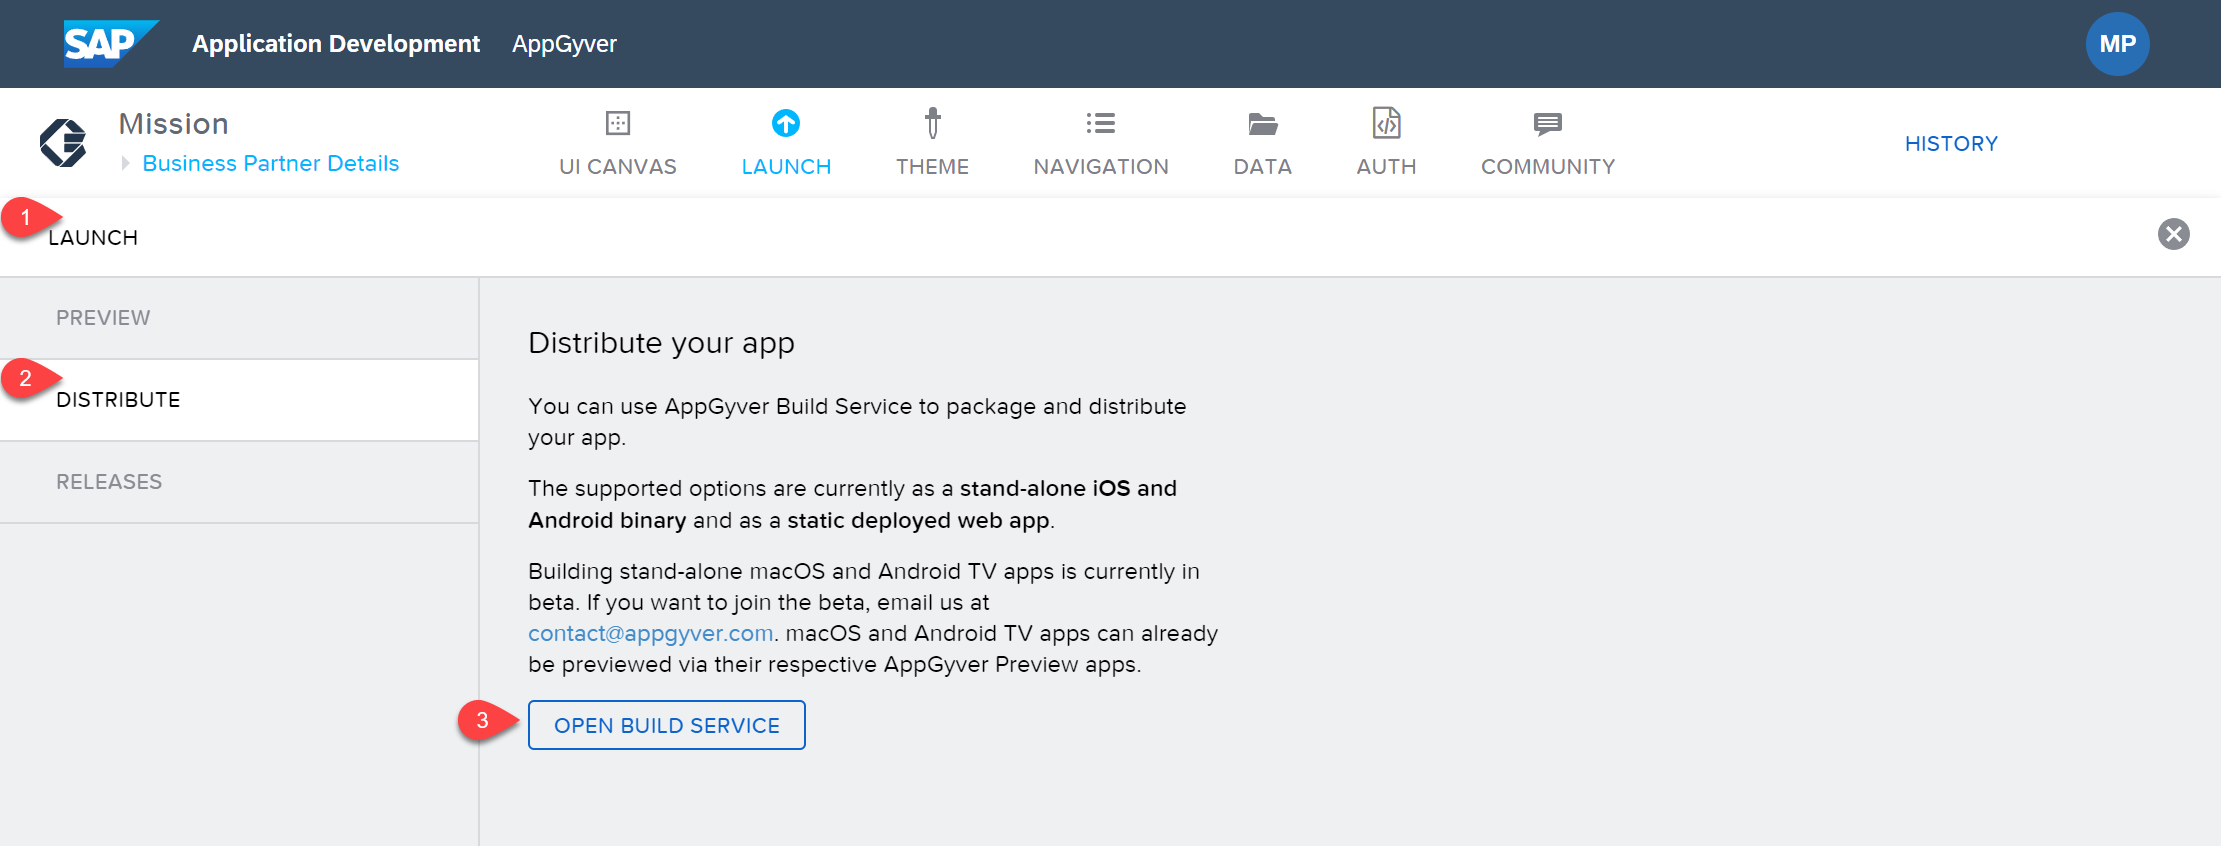 SAP Application Development AppGyver MP
Mission
Business Partner Details
UI CANVAS LAUNCH THEME NAVIGATION DATA AUTH COMMUNITY
HISTORY
1
LAUNCH
PREVIEW
2
DISTRIBUTE
RELEASES
Distribute your app
You can use AppGyver Build Service to package and distribute
your app.
The supported options are currently as a stand-alone iOS and
Android binary and as a static deployed web app.
Building stand-alone macOS and Android TV apps is currently in
beta. If you want to join the beta, email us at
contact@appgyver.com. macOS and Android TV apps can already
be previewed via their respective AppGyver Preview apps.
3
OPEN BUILD SERVICE